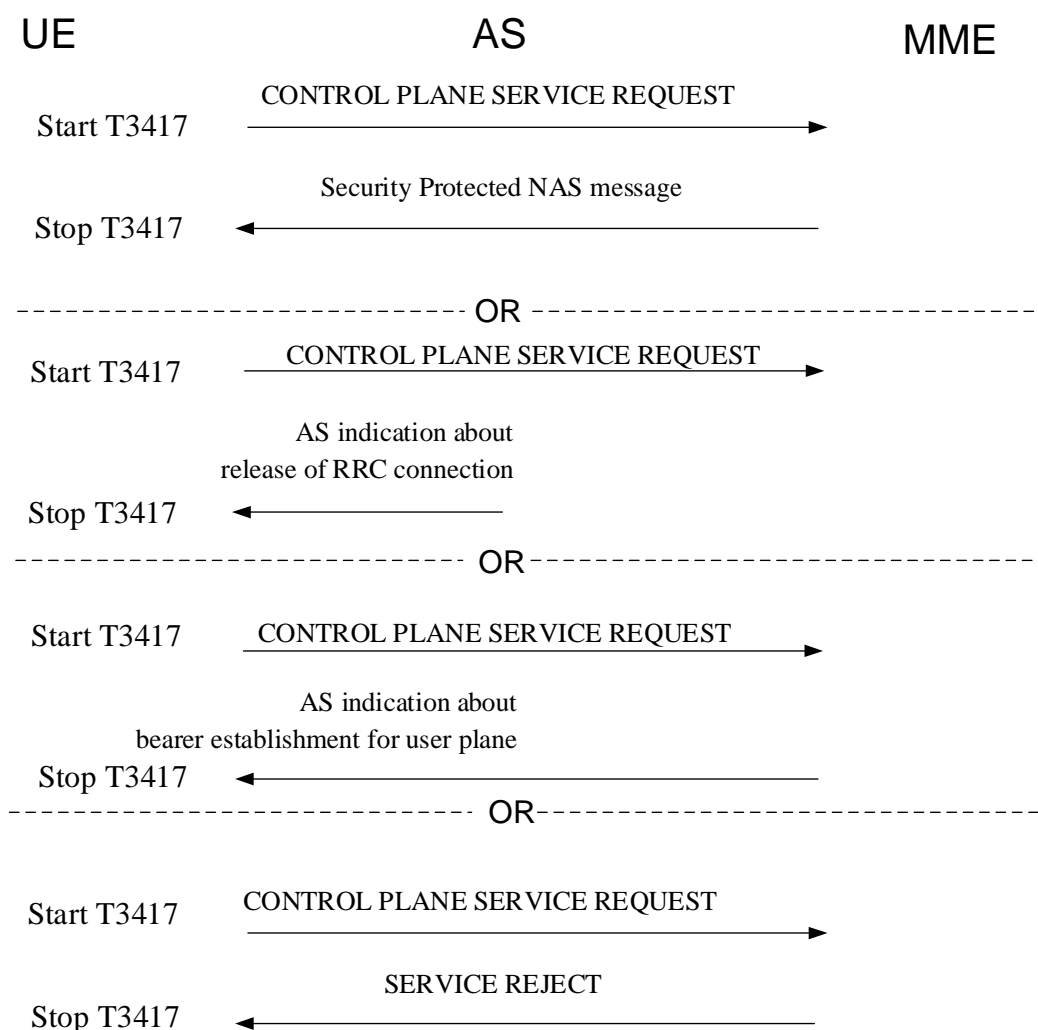 UE AS MME
CONTROL PLANE SERVICE REQUEST
Start T3417
Security Protected NAS message
Stop T3417
OR
CONTROL PLANE SERVICE REQUEST
Start T3417
AS indication about
release of RRC connection
Stop T3417
OR
Start T3417 CONTROL PLANE SERVICE REQUEST
AS indication about
bearer establishment for user plane
Stop T3417
OR
Start T3417 CONTROL PLANE SERVICE REQUEST
SERVICE REJECT
Stop T3417